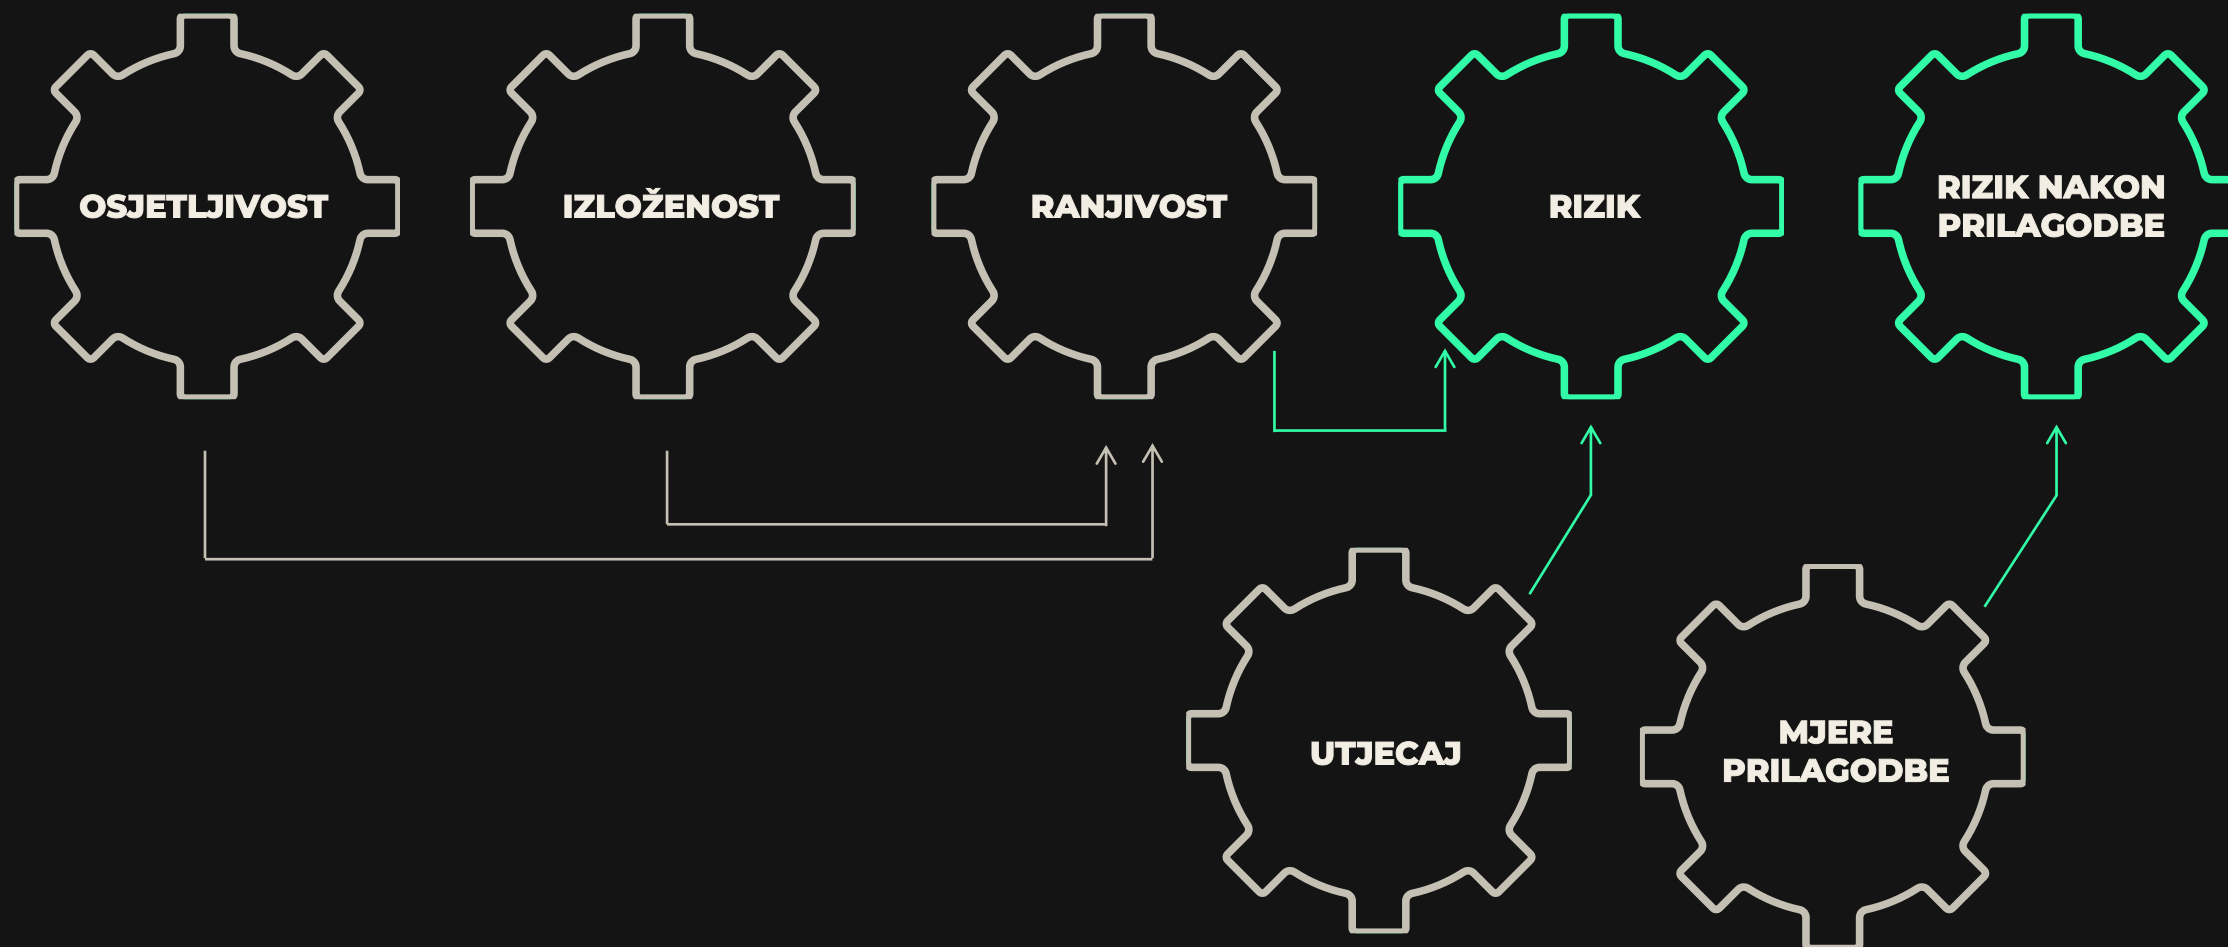 OSJETLJIVOST
IZLOŽENOST
RANJIVOST
RIZIK
RIZIK NAKON
PRILAGODBE
UTJECAJ
MJERE
PRILAGODBE